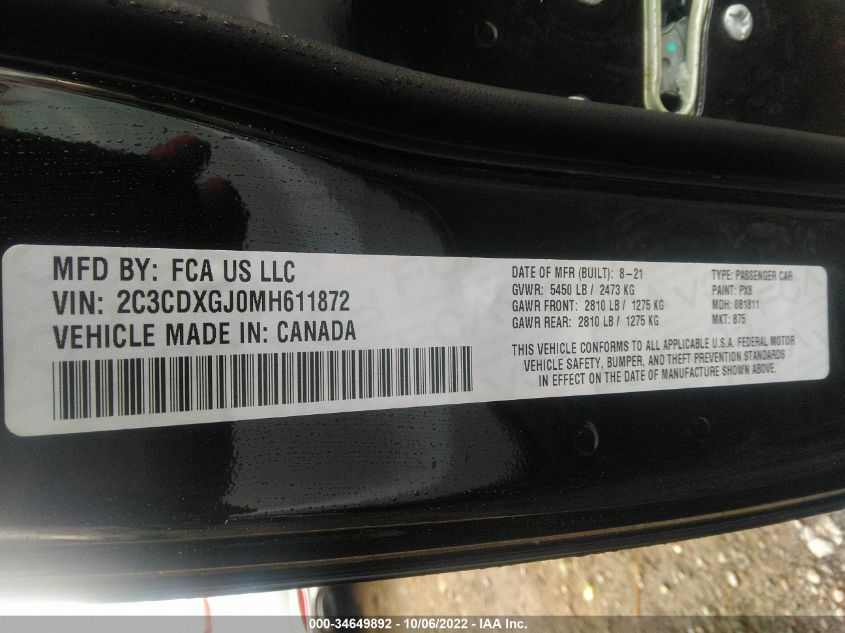 MFD BY: FCA US LLC
VIN: 2C3CDXGJ0MH611872
VEHICLE MADE IN: CANADA
DATE OF MFR (BUILT): 8-21
GVWR: 5450 LB / 2473 KG
GAWR FRONT: 2810 LB / 1275 KG
GAWR REAR: 2810 LB / 1275 KG
TYPE: PASSENGER CAR
PAINT: PX8
MDH: 081811
MKT: 875
THIS VEHICLE CONFORMS TO ALL APPLICABLE U.S.A. FEDERAL MOTOR
VEHICLE SAFETY, BUMPER, AND THEFT PREVENTION STANDARDS
IN EFFECT ON THE DATE OF MANUFACTURE SHOWN ABOVE.
000-34649892 - 10/06/2022 - IAA Inc.